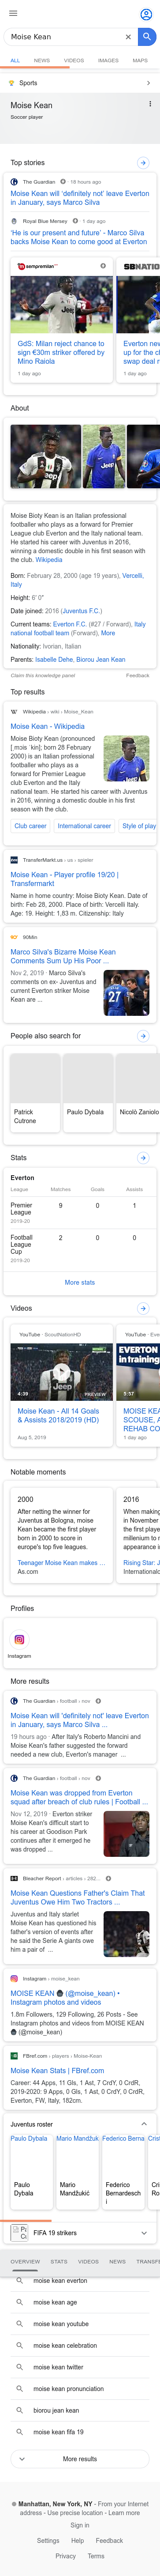 Moise Kean
ALL NEWS VIDEOS IMAGES MAPS
Sports
Moise Kean
Soccer player
Top stories
The Guardian · 18 hours ago
Moise Kean will 'definitely not' leave Everton
in January, says Marco Silva
Royal Blue Mersey · 1 day ago
'He is our present and future' - Marco Silva
backs Moise Kean to come good at Everton
sempreMilan
SBNATION
GdS: Milan reject chance to
sign €30m striker offered by
Mino Raiola
1 day ago
Everton new
up for the ch
swap deal r
1 day ago
About
Moise Bioty Kean is an Italian professional
footballer who plays as a forward for Premier
League club Everton and the Italy national team.
He started his career with Juventus in 2016,
winning a domestic double in his first season with
the club. Wikipedia
Born: February 28, 2000 (age 19 years), Vercelli,
Italy
Height: 6′ 0″
Date joined: 2016 (Juventus F.C.)
Current teams: Everton F.C. (#27 / Forward), Italy
national football team (Forward), More
Nationality: Ivorian, Italian
Parents: Isabelle Dehe, Biorou Jean Kean
Claim this knowledge panel Feedback
Top results
Wikipedia › wiki › Moise_Kean
Moise Kean - Wikipedia
Moise Bioty Kean (pronounced
born 28 February
2000) is an Italian professional
footballer who plays as a
forward for Premier League
club Everton and the Italy
national team. He started his career with Juventus
in 2016, winning a domestic double in his first
season with the club.
Club career International career Style of play
TransferMarkt.us › us › spieler
Moise Kean - Player profile 19/20 |
Transfermarkt
Name in home country: Moise Bioty Kean. Date of
birth: Feb 28, 2000. Place of birth: Vercelli Italy.
Age: 19. Height: 1,83 m. Citizenship: Italy
90Min
Marco Silva's Bizarre Moise Kean
Comments Sum Up His Poor ...
Nov 2, 2019 · Marco Silva's
comments on ex- Juventus and
current Everton striker Moise
Kean are ...
27
People also search for
Patrick
Cutrone
Paulo Dybala
Nicolò Zaniolo
Stats
Everton
League Matches Goals Assists
Premier
League
2019-20
9 0 1
Football
League
Cup
2019-20
2 0 0
More stats
Videos
YouTube · ScoutNationHD
YouTube · Ever
4:39
PREVIEW
Jeep
EVERTON
in training
5:57
Moise Kean - All 14 Goals
& Assists 2018/2019 (HD)
Aug 5, 2019
MOISE KEA
SCOUSE, A
REHAB CO
1 day ago
Notable moments
2000
After netting the winner for
Juventus at Bologna, moise
Kean became the first player
born in 2000 to score in
europe's top five leagues.
Teenager Moise Kean makes ...
As.com
2016
When making
in November
the first playe
millenium to r
appearance i
Rising Star: J
Internationalc
Profiles
Instagram
More results
The Guardian › football › nov
Moise Kean will 'definitely not' leave Everton
in January, says Marco Silva ...
19 hours ago · After Italy's Roberto Mancini and
Moise Kean's father suggested the forward
needed a new club, Everton's manager ...
The Guardian › football › nov
Moise Kean was dropped from Everton
squad after breach of club rules | Football ...
Nov 12, 2019 · Everton striker
Moise Kean's difficult start to
his career at Goodison Park
continues after it emerged he
was dropped ...
Bleacher Report › articles › 282...
Moise Kean Questions Father's Claim That
Juventus Owe Him Two Tractors ...
Juventus and Italy starlet
Moise Kean has questioned his
father's version of events after
he said the Serie A giants owe
him a pair of ...
Instagram › moise_kean
MOISE KEAN (@moise_kean) •
Instagram photos and videos
1.8m Followers, 129 Following, 26 Posts - See
Instagram photos and videos from MOISE KEAN
(@moise_kean)
FBref.com › players › Moise-Kean
Moise Kean Stats | FBref.com
Career: 44 Apps, 11 Gls, 1 Ast, 7 CrdY, 0 CrdR,
2019-2020: 9 Apps, 0 Gls, 1 Ast, 0 CrdY, 0 CrdR,
Everton, FW, Italy, 182cm.
Juventus roster
Paulo Dybala
Mario Mandžuk
Federico Berna
Crist
Paulo
Dybala
Mario
Mandžukić
Federico
Bernardesch
i
Cri
Ro
FIFA 19 strikers
OVERVIEW STATS VIDEOS NEWS TRANSFE
moise kean everton
moise kean age
moise kean youtube
moise kean celebration
moise kean twitter
moise kean pronunciation
biorou jean kean
moise kean fifa 19
More results
Manhattan, New York, NY - From your Internet
address - Use precise location - Learn more
Sign in
Settings Help Feedback
Privacy Terms